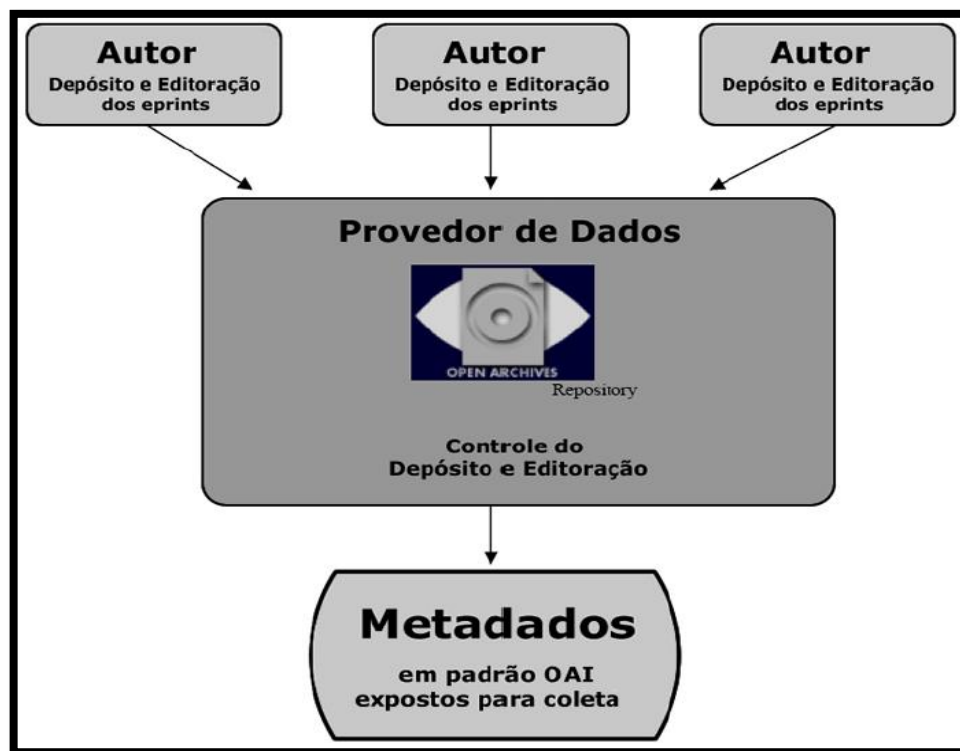 Autor
Depósito e Editoração
dos eprints
Autor
Depósito e Editoração
dos eprints
Autor
Depósito e Editoração
dos eprints
Provedor de Dados
OPEN ARCHIVES
Repository
Controle do
Depósito e Editoração
Metadados
em padrão OAI
expostos para coleta